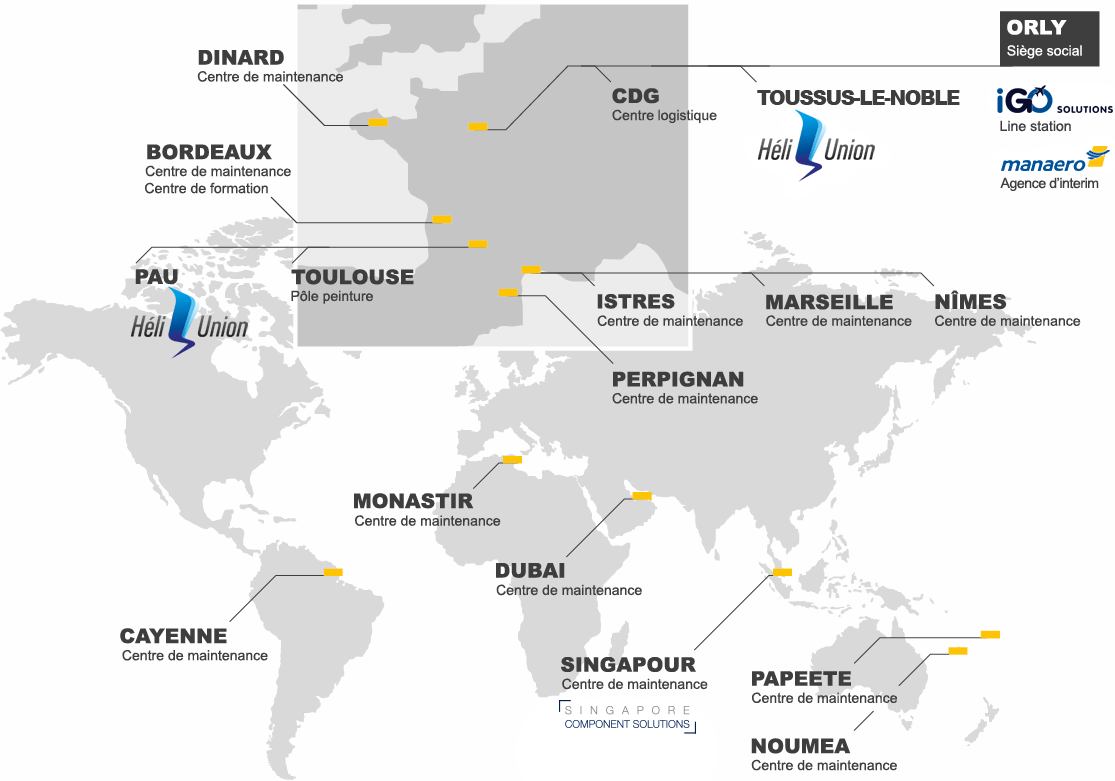 ORLY
Siège social
DINARD
Centre de maintenance
CDG
Centre logistique
TOUSSUS-LE-NOBLE
Héli Union
iGO SOLUTIONS
Line station
manaero
Agence d'interim
BORDEAUX
Centre de maintenance
Centre de formation
PAU
Héli Union
TOULOUSE
Pôle peinture
ISTRES
Centre de maintenance
MARSEILLE
Centre de maintenance
NÎMES
Centre de maintenance
PERPIGNAN
Centre de maintenance
MONASTIR
Centre de maintenance
DUBAI
Centre de maintenance
CAYENNE
Centre de maintenance
SINGAPOUR
Centre de maintenance
SINGAPORE
COMPONENT SOLUTIONS
PAPEETE
Centre de maintenance
NOUMEA
Centre de maintenance